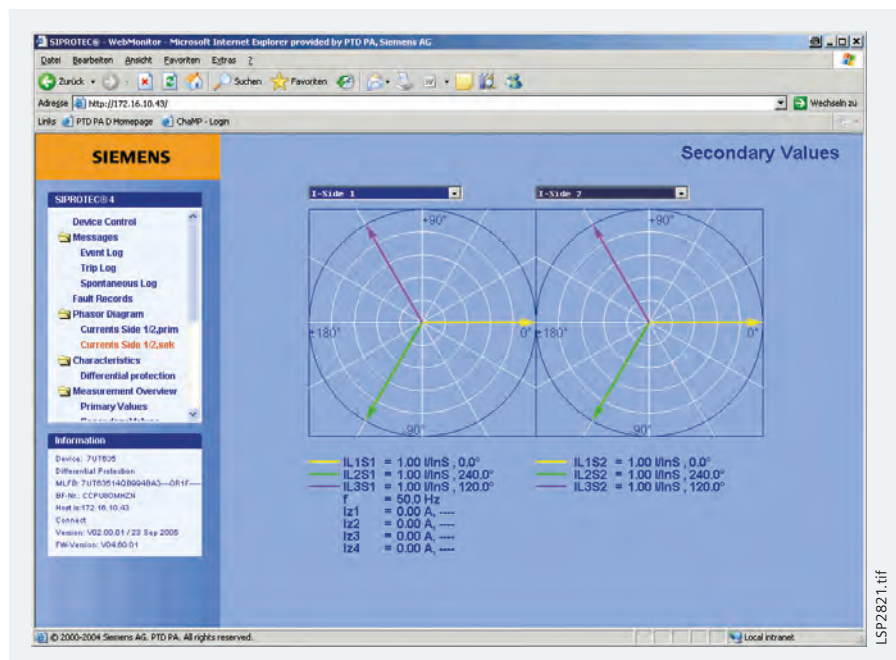 SIPROTEC® - WebMonitor - Microsoft Internet Explorer provided by PTD PA, Siemens AG
Datei Bearbeiten Ansicht Favoriten Extras ?
Zurück Suchen Favoriten
Adresse http://172.16.10.43/ Wechseln zu
Links PTD PA D Homepage ChaMP - Login
SIEMENS
Secondary Values
SIPROTEC® 4
Device Control
Messages
Event Log
Trip Log
Spontaneous Log
Fault Records
Phasor Diagram
Currents Side 1/2,prim
Currents Side 1/2,sek
Characteristics
Differential protection
Measurement Overview
Primary Values
Information
Device: 7UT635
Differential Protection
BF-Nr.: CCPUBOMHZN
Host is:172.16.10.43
Connect
Version: V02.00.01 / 23 Sep 2005
FW-Version: V04.60.01
I-Side 1
+90°
±180°
0°
-90°
IL1S1 = 1.00 I/InS , 0.0°
IL2S1 = 1.00 I/InS , 240.0°
IL3S1 = 1.00 I/InS , 120.0°
f = 50.0 Hz
Iz1 = 0.00 A, ----
Iz2 = 0.00 A, ----
Iz3 = 0.00 A, ----
Iz4 = 0.00 A, ----
I-Side 2
+90°
±180°
0°
-90°
IL1S2 = 1.00 I/InS , 0.0°
IL2S2 = 1.00 I/InS , 240.0°
IL3S2 = 1.00 I/InS , 120.0°
© 2000-2004 Siemens AG. PTD PA. All rights reserved.
Local intranet
LSP2821.tif